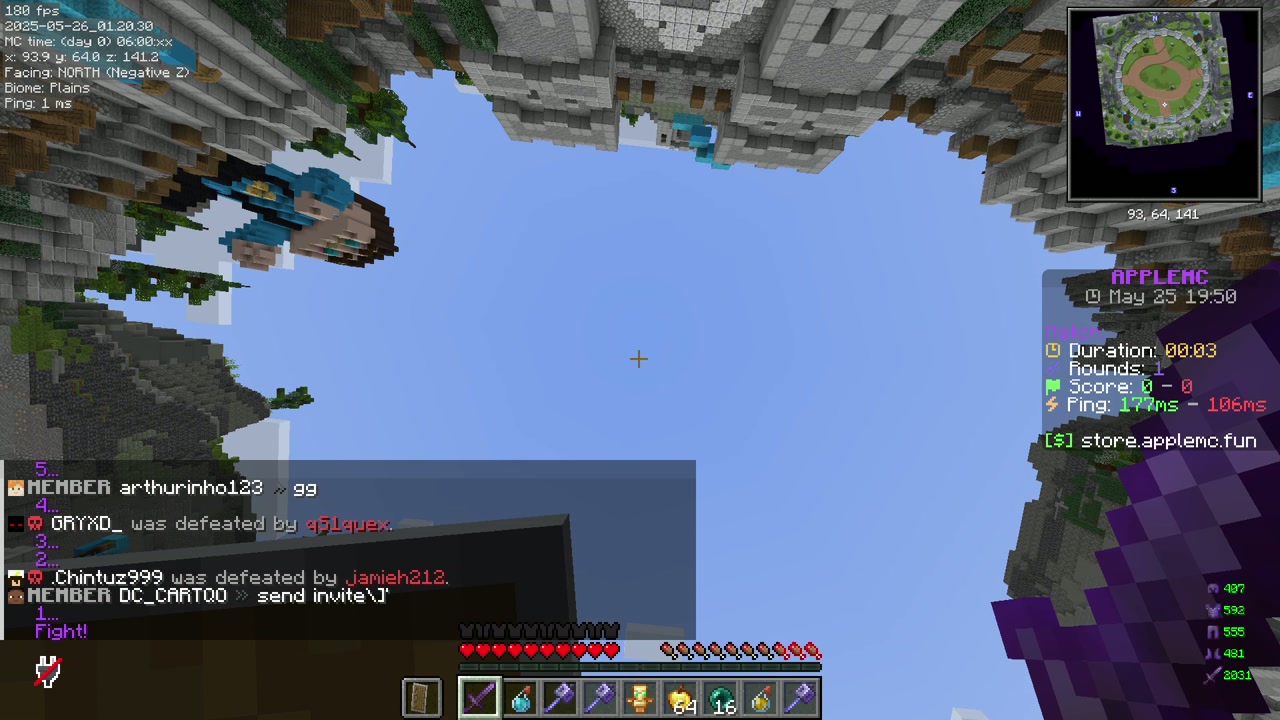 180 fps
2025-05-26_01.20.30
MC time: (day 0) 06:00:xx
x: 93.9 y: 64.0 z: 141.2
Facing: NORTH (Negative Z)
Biome: Plains
Ping: 1 ms
N
W
E
S
93, 64, 141
APPLEMC
May 25 19:50
Match
Duration: 00:03
Rounds: 1
Score: 0 - 0
Ping: 177ms - 106ms
[$] store.applemc.fun
5...
MEMBER arthurinho123 » gg
4...
GRYXD_ was defeated by q51quex.
3...
2...
.Chintuz999 was defeated by jamieh212.
MEMBER DC_CARTOO » send invite\]'
1...
Fight!
407
592
555
481
2031
64
16